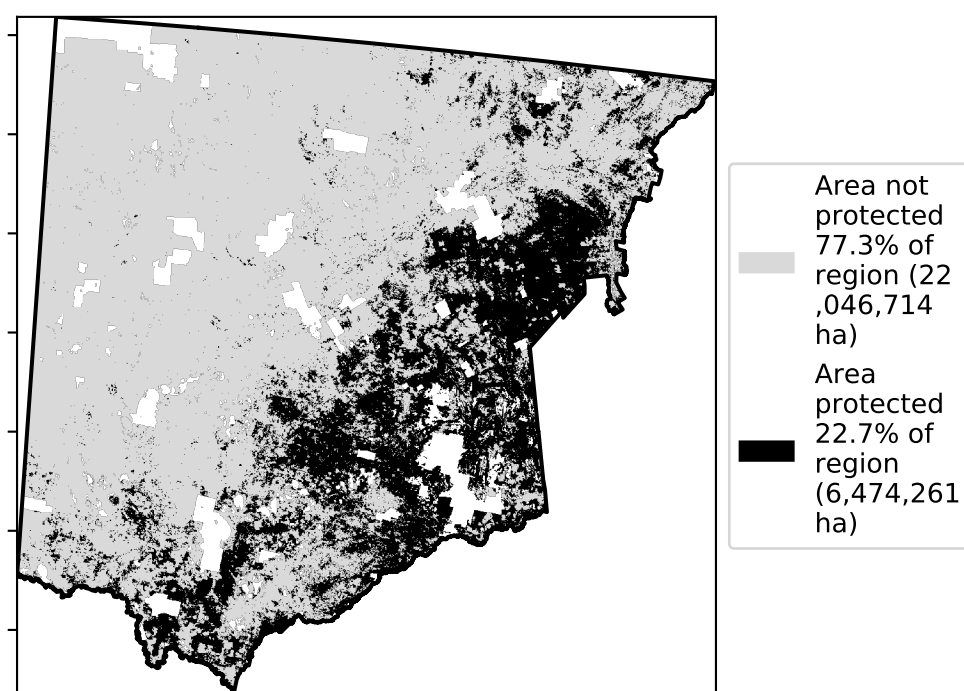 Area not
protected
77.3% of
region (22
,046,714
ha)
Area
protected
22.7% of
region
(6,474,261
ha)